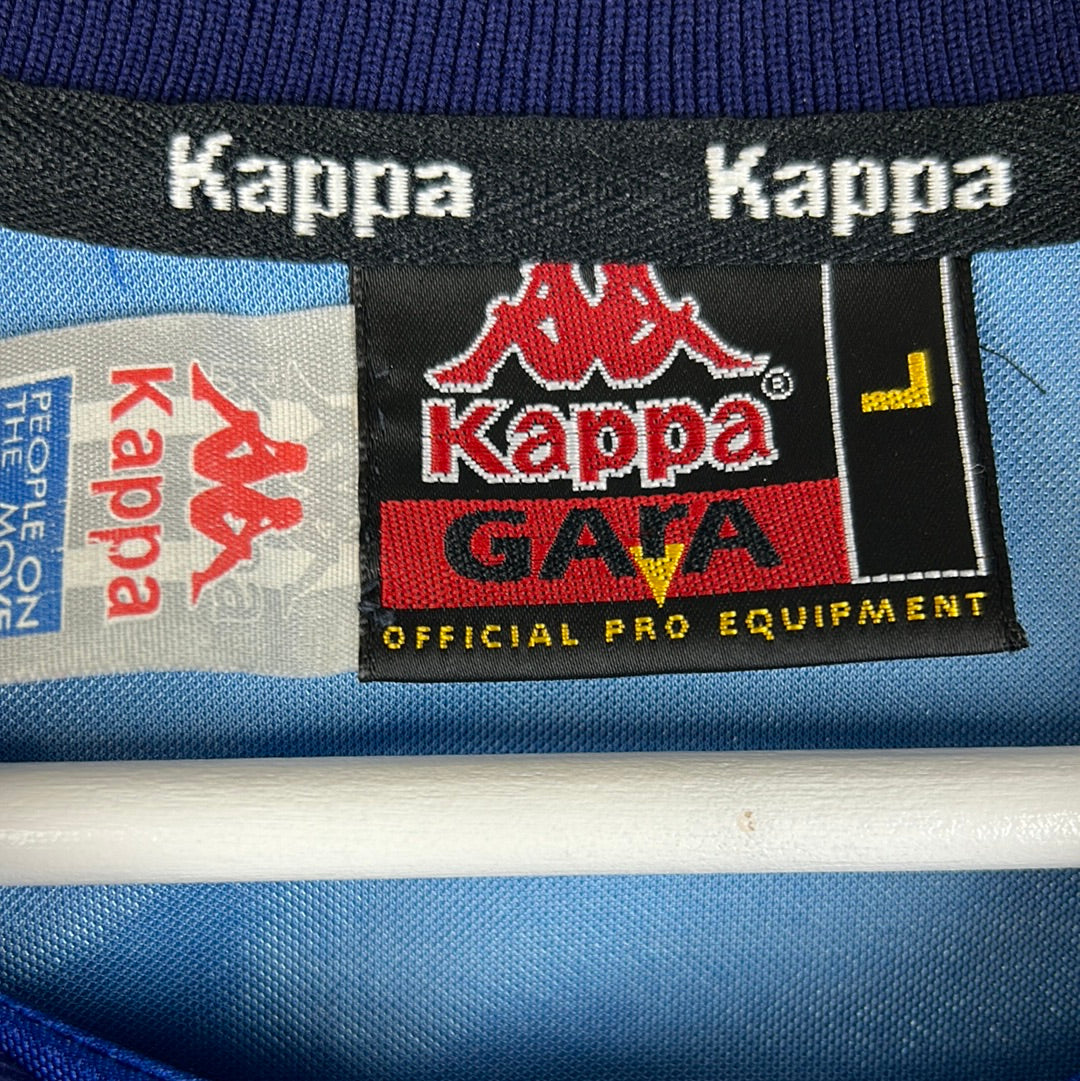 Kappa Kappa
Kappa®
GArA
OFFICIAL PRO EQUIPMENT
L
Kappa
PEOPLE ON
THE MOVE